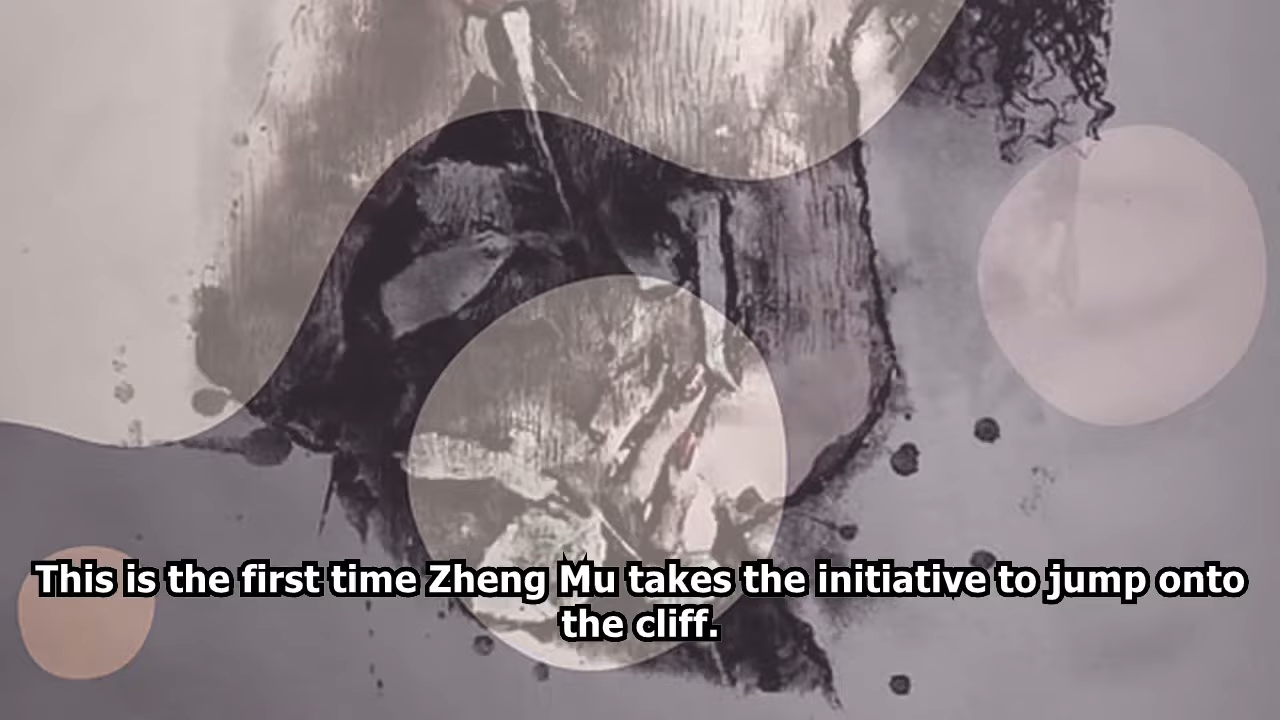 This is the first time Zheng Mu takes the initiative to jump onto
the cliff.